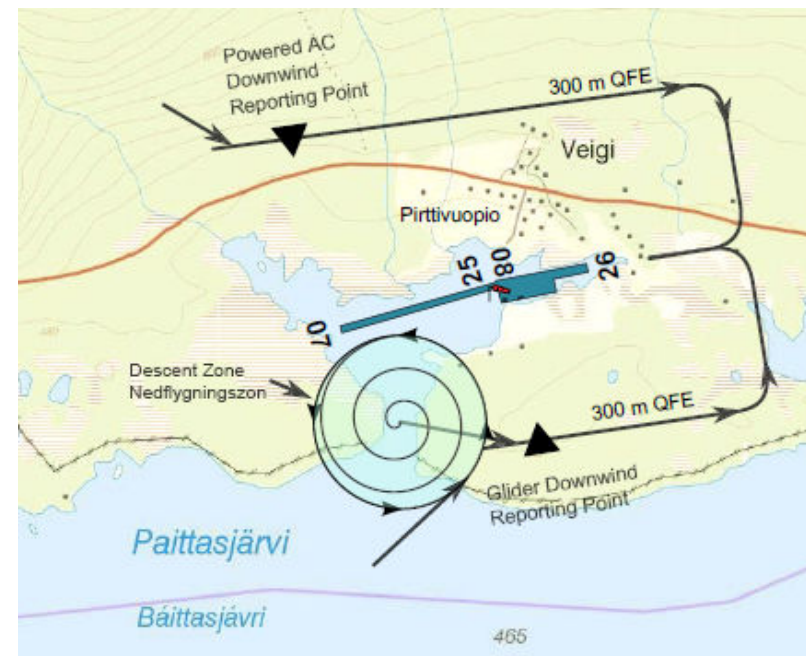 Powered AC
Downwind
Reporting Point
300 m QFE
Veigi
Pirttivuopio
25
08
26
07
Descent Zone
Nedflygningszon
300 m QFE
Glider Downwind
Reporting Point
Paittasjärvi
Báittasjávri
465